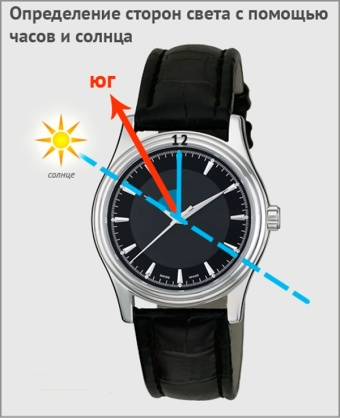 Определение сторон света с помощью
часов и солнца
юг
12
солнце